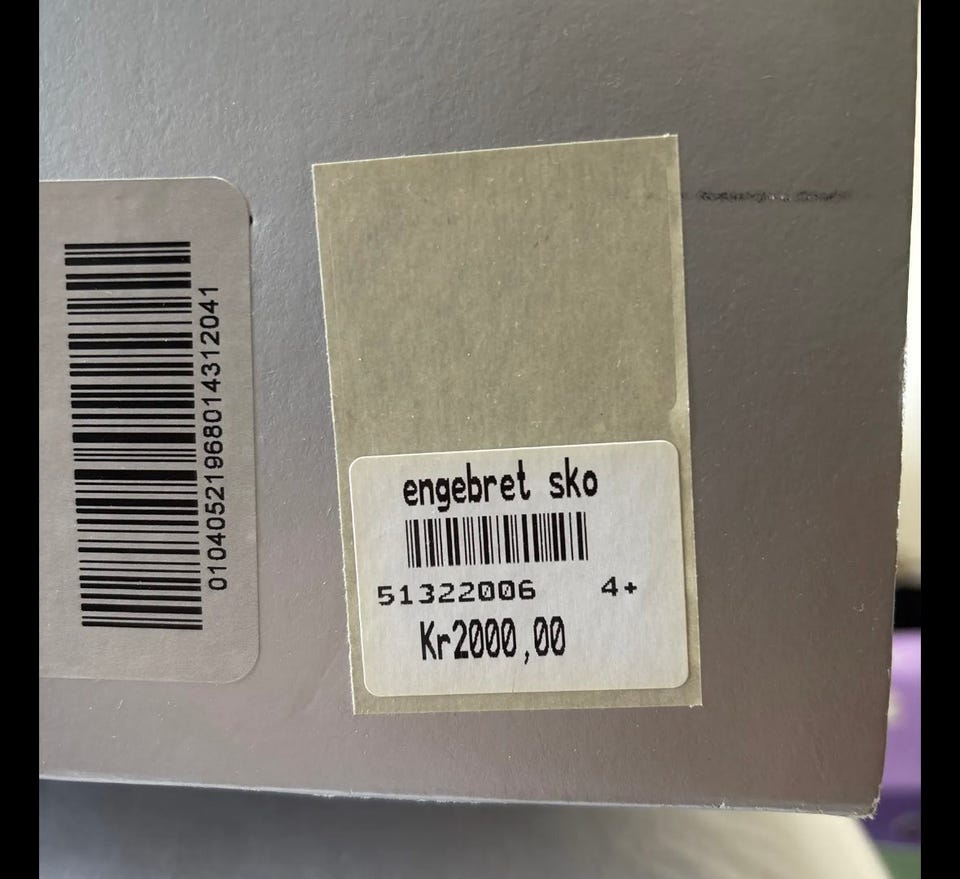 01040521968014312041
engebret sko
51322006 4+
Kr2000,00